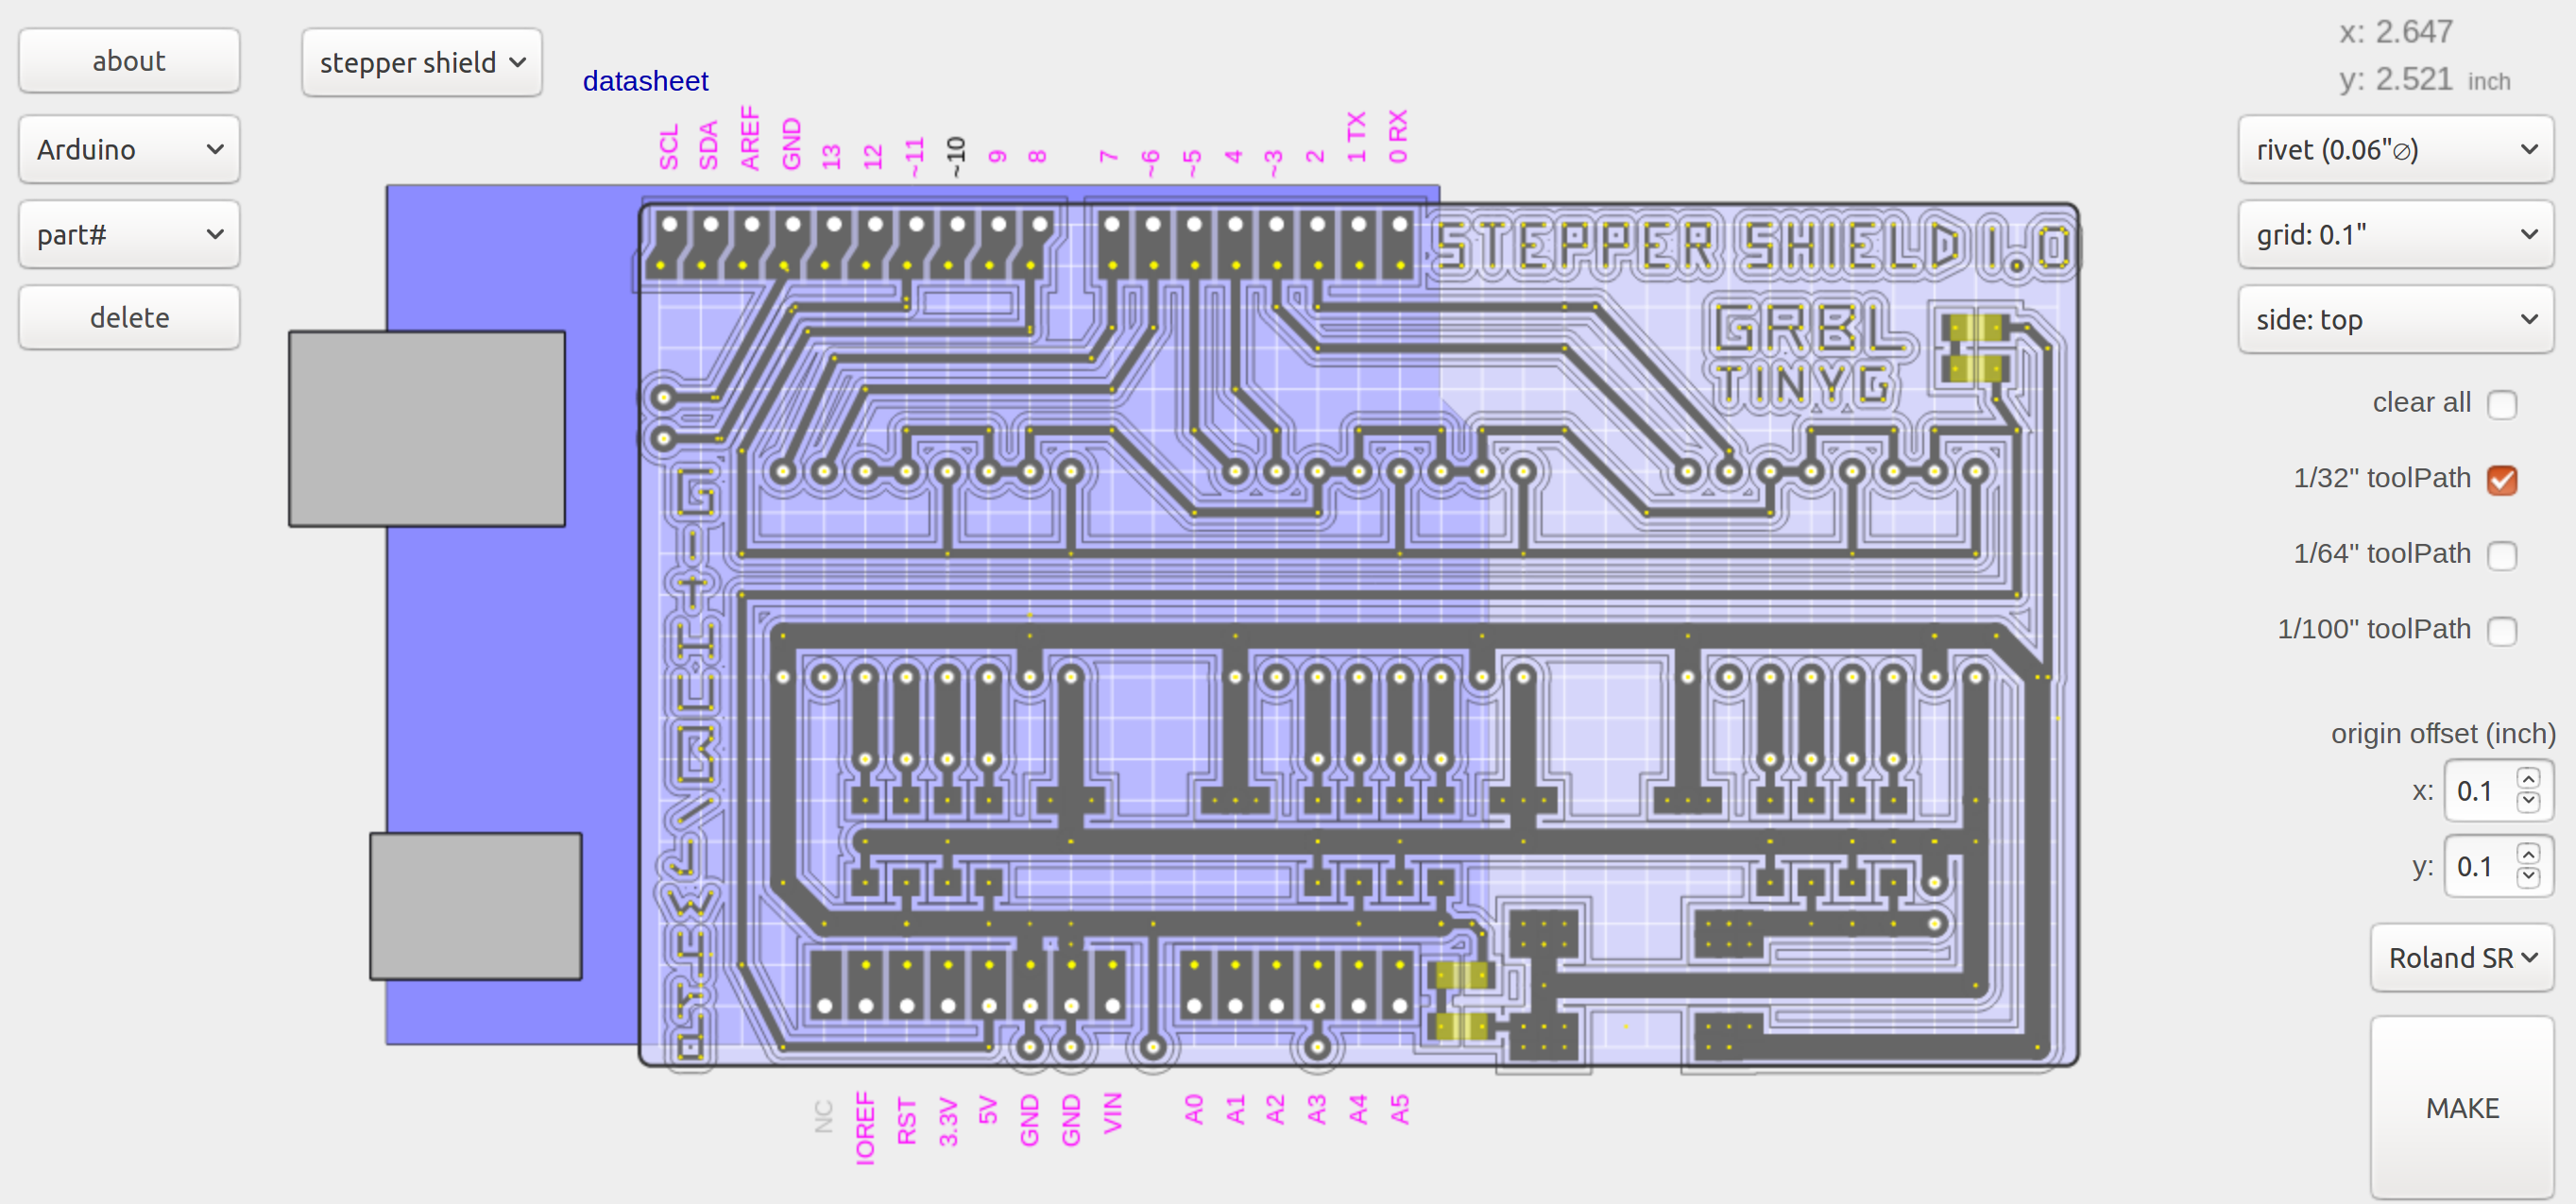 about
stepper shield
datasheet
x: 2.647
y: 2.521 inch
Arduino
part#
delete
SCL
SDA
AREF
GND
13
12
~11
~10
9
8
7
~6
~5
4
~3
2
1 TX
0 RX
rivet (0.06"∅)
grid: 0.1"
side: top
clear all
1/32" toolPath
1/64" toolPath
1/100" toolPath
origin offset (inch)
x: 0.1
y: 0.1
Roland SR
MAKE
STEPPER SHIELD 1.0
GRBL
TINYG
NC
IOREF
RST
3.3V
5V
GND
GND
VIN
A0
A1
A2
A3
A4
A5